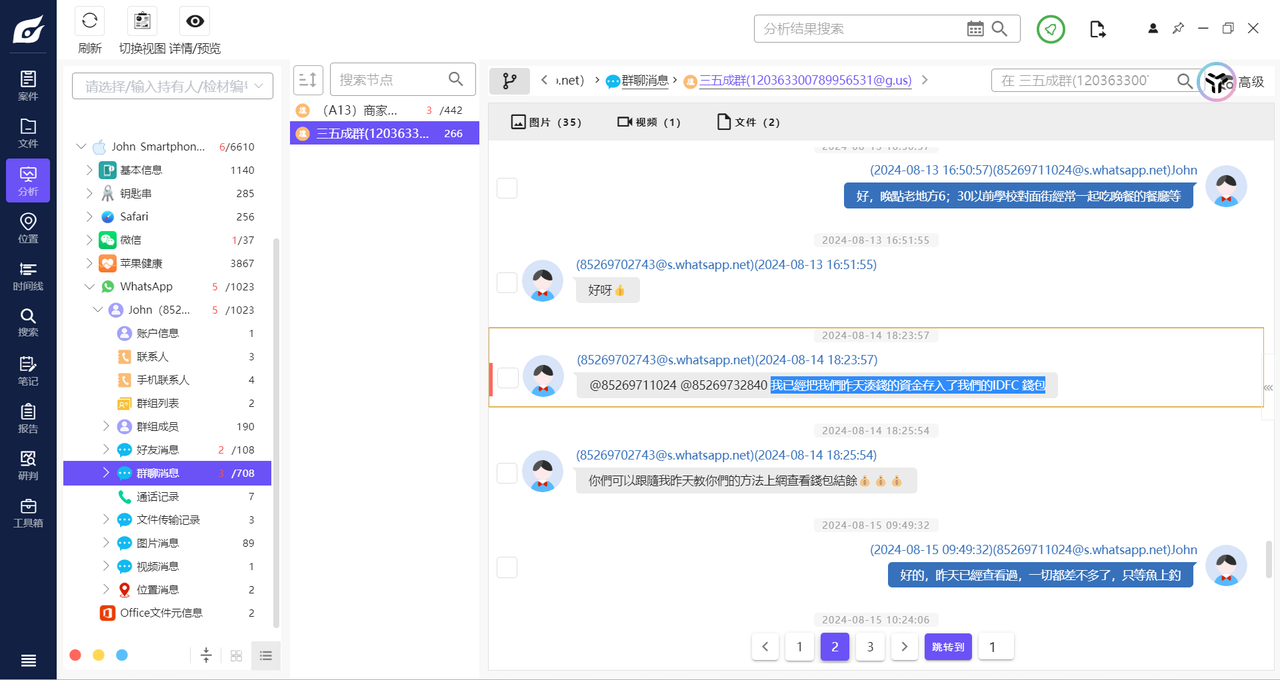 刷新
切换视图
详情/预览
分析结果搜索
案件
文件
分析
位置
时间线
搜索
笔记
报告
研判
工具箱
请选择/输入持有人/检材编号
John Smartphon... 6/6610
基本信息 1140
钥匙串 285
Safari 256
微信 1/37
苹果健康 3867
WhatsApp 5 /1023
John（852... 5 /1023
账户信息 1
联系人 3
手机联系人 4
群组列表 2
群组成员 190
好友消息 2 /108
群聊消息 3 /708
通话记录 7
文件传输记录 3
图片消息 89
视频消息 1
位置消息 2
Office文件元信息 2
搜索节点
（A13）商家... 3 /442
三五成群(1203633... 266
p.net)
群聊消息
三五成群(120363300789956531@g.us)
在 三五成群(120363300
高级
图片（35）
视频（1）
文件（2）
2024-08-13 16:50:57
(2024-08-13 16:50:57)(85269711024@s.whatsapp.net)John
好，晚點老地方6；30以前學校對面街經常一起吃晚餐的餐廳等
2024-08-13 16:51:55
(85269702743@s.whatsapp.net)(2024-08-13 16:51:55)
好呀👍
2024-08-14 18:23:57
(85269702743@s.whatsapp.net)(2024-08-14 18:23:57)
@85269711024 @85269732840 我已經把我們昨天湊錢的資金存入了我們的IDFC 錢包
2024-08-14 18:25:54
(85269702743@s.whatsapp.net)(2024-08-14 18:25:54)
你們可以跟隨我昨天教你們的方法上網查看錢包結餘💰💰💰
2024-08-15 09:49:32
(2024-08-15 09:49:32)(85269711024@s.whatsapp.net)John
好的，昨天已經查看過，一切都差不多了，只等魚上釣
2024-08-15 10:24:06
1
2
3
跳转到
1